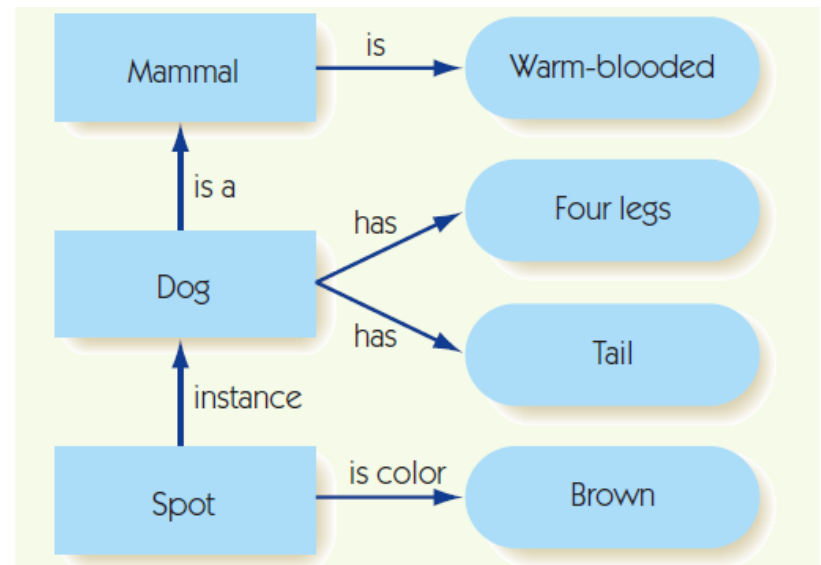 Mammal
is
Warm-blooded
is a
Dog
has
Four legs
has
Tail
instance
Spot
is color
Brown